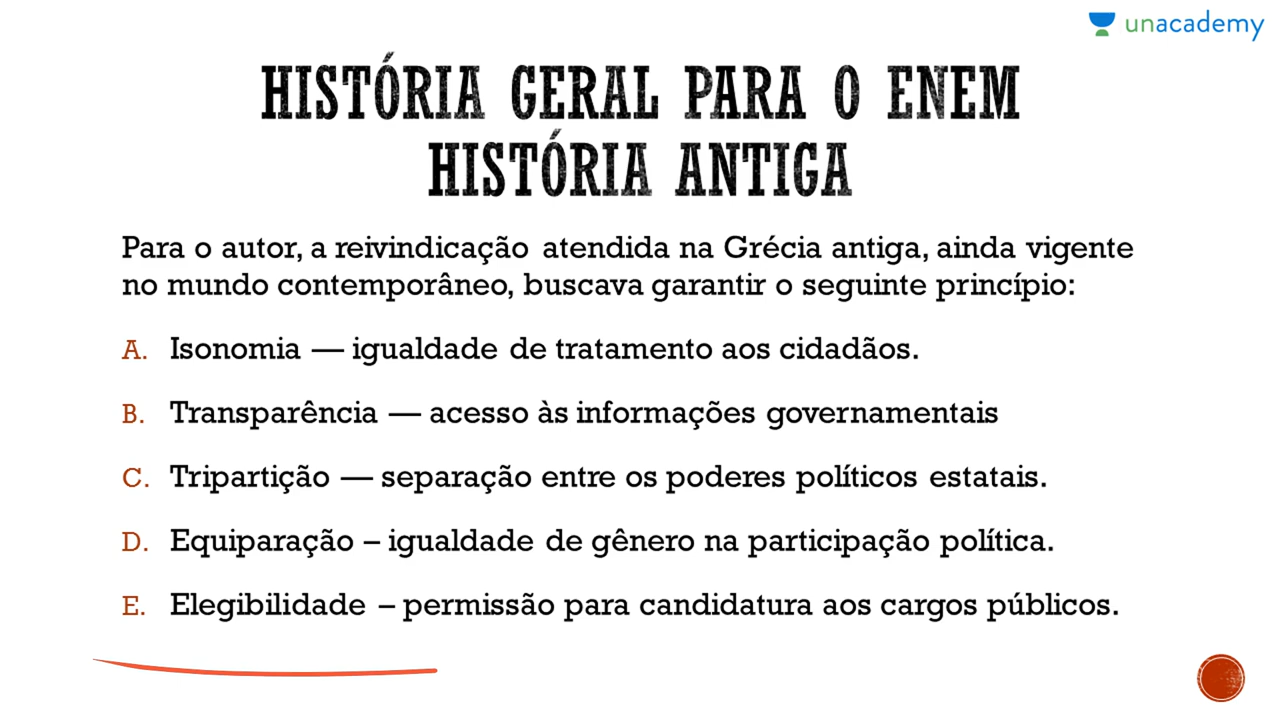 unacademy
HISTÓRIA GERAL PARA O ENEM
HISTÓRIA ANTIGA
Para o autor, a reivindicação atendida na Grécia antiga, ainda vigente
no mundo contemporâneo, buscava garantir o seguinte princípio:
A. Isonomia — igualdade de tratamento aos cidadãos.
B. Transparência — acesso às informações governamentais
C. Tripartição — separação entre os poderes políticos estatais.
D. Equiparação – igualdade de gênero na participação política.
E. Elegibilidade – permissão para candidatura aos cargos públicos.